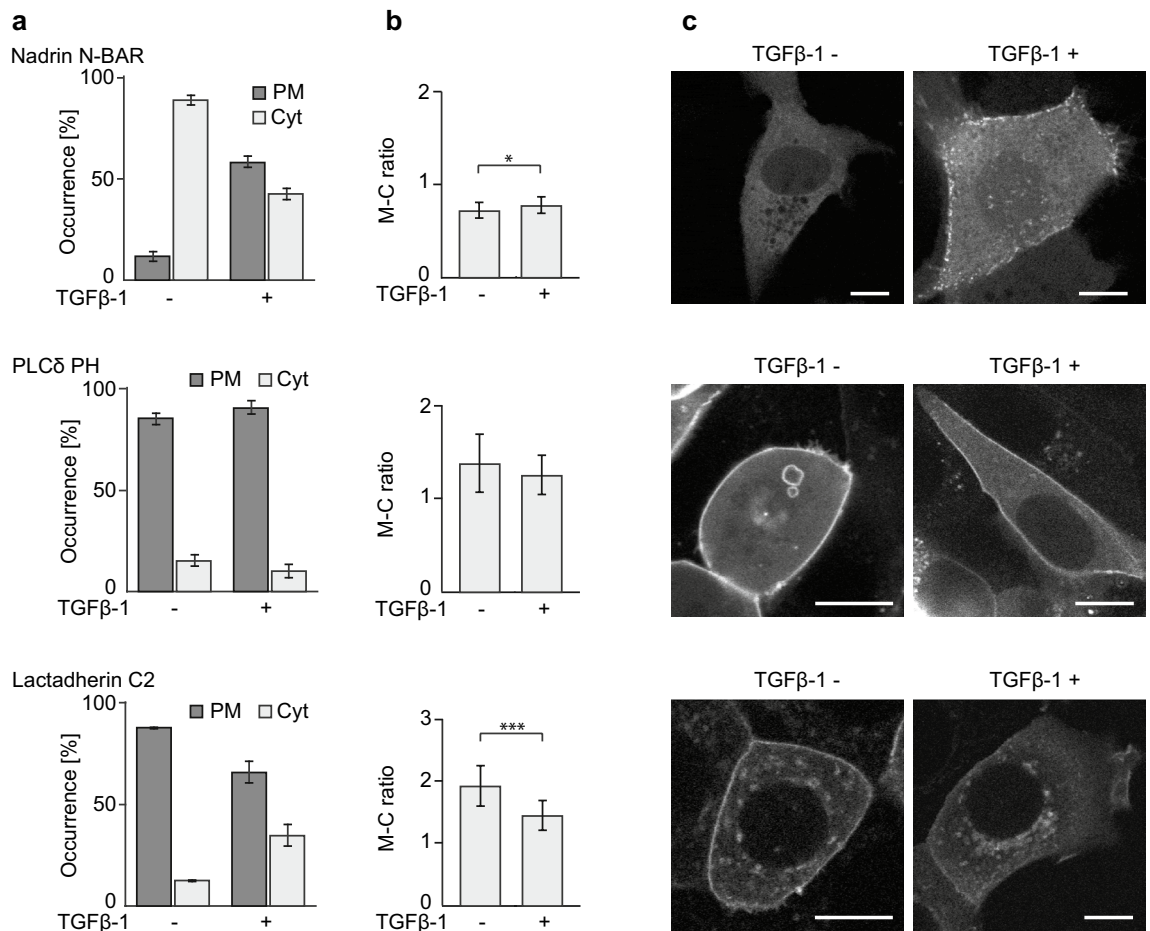 a
b
c
Nadrin N-BAR
TGFβ-1 -
TGFβ-1 +
100
50
0
Occurrence [%]
PM
Cyt
TGFβ-1 - +
2
1
0
M-C ratio
*
TGFβ-1 - +
PLCδ PH
PM Cyt
100
50
0
Occurrence [%]
TGFβ-1 - +
2
1
0
M-C ratio
TGFβ-1 - +
TGFβ-1 -
TGFβ-1 +
Lactadherin C2
PM Cyt
100
50
0
Occurrence [%]
TGFβ-1 - +
3
2
1
0
M-C ratio
***
TGFβ-1 - +
TGFβ-1 -
TGFβ-1 +